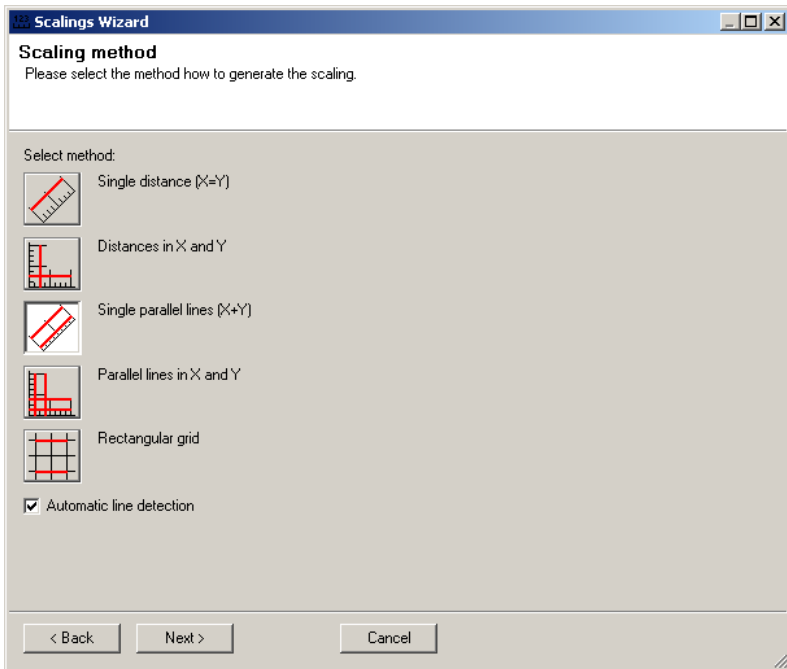 Scalings Wizard
Scaling method
Please select the method how to generate the scaling.
Select method:
Single distance (X=Y)
Distances in X and Y
Single parallel lines (X+Y)
Parallel lines in X and Y
Rectangular grid
Automatic line detection
< Back Next > Cancel